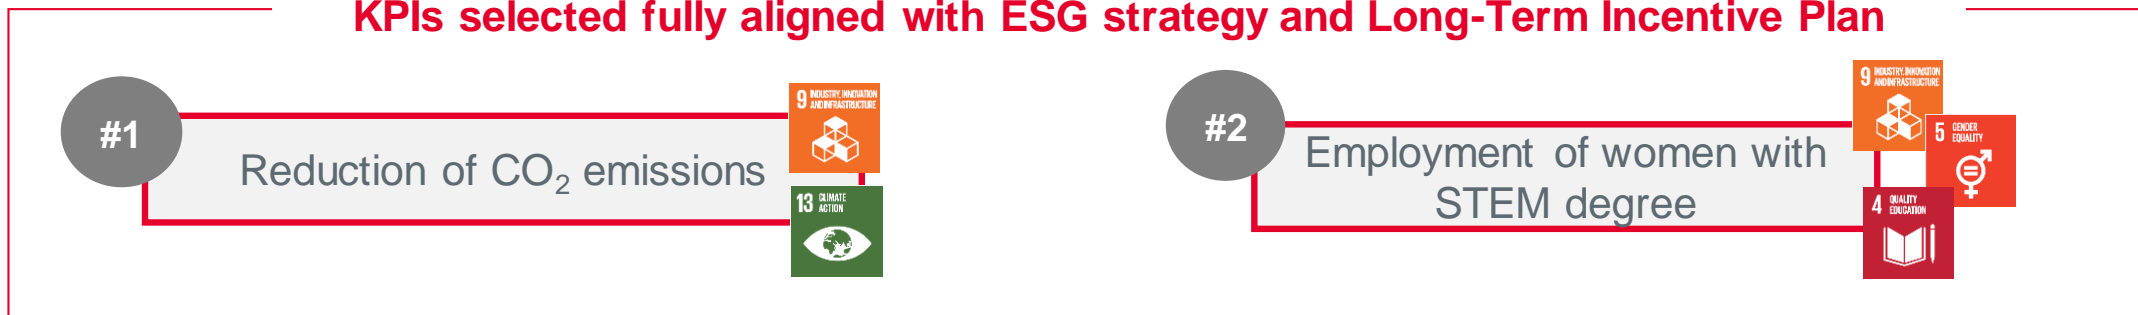 KPIs selected fully aligned with ESG strategy and Long-Term Incentive Plan
#1
Reduction of CO₂ emissions
9 INDUSTRY, INNOVATION
AND INFRASTRUCTURE
13 CLIMATE
ACTION
#2
Employment of women with
STEM degree
9 INDUSTRY, INNOVATION
AND INFRASTRUCTURE
5 GENDER
EQUALITY
4 QUALITY
EDUCATION